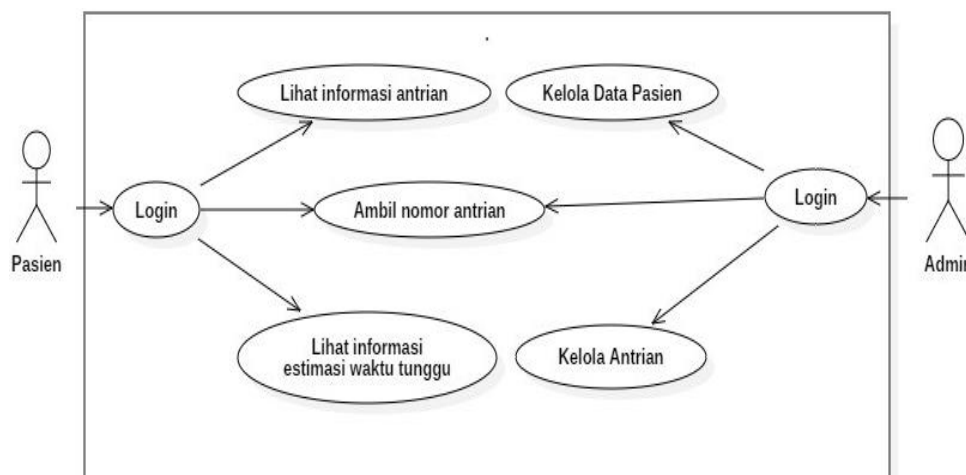 Lihat informasi antrian
Kelola Data Pasien
Login
Ambil nomor antrian
Login
Pasien
Admin
Lihat informasi
estimasi waktu tunggu
Kelola Antrian